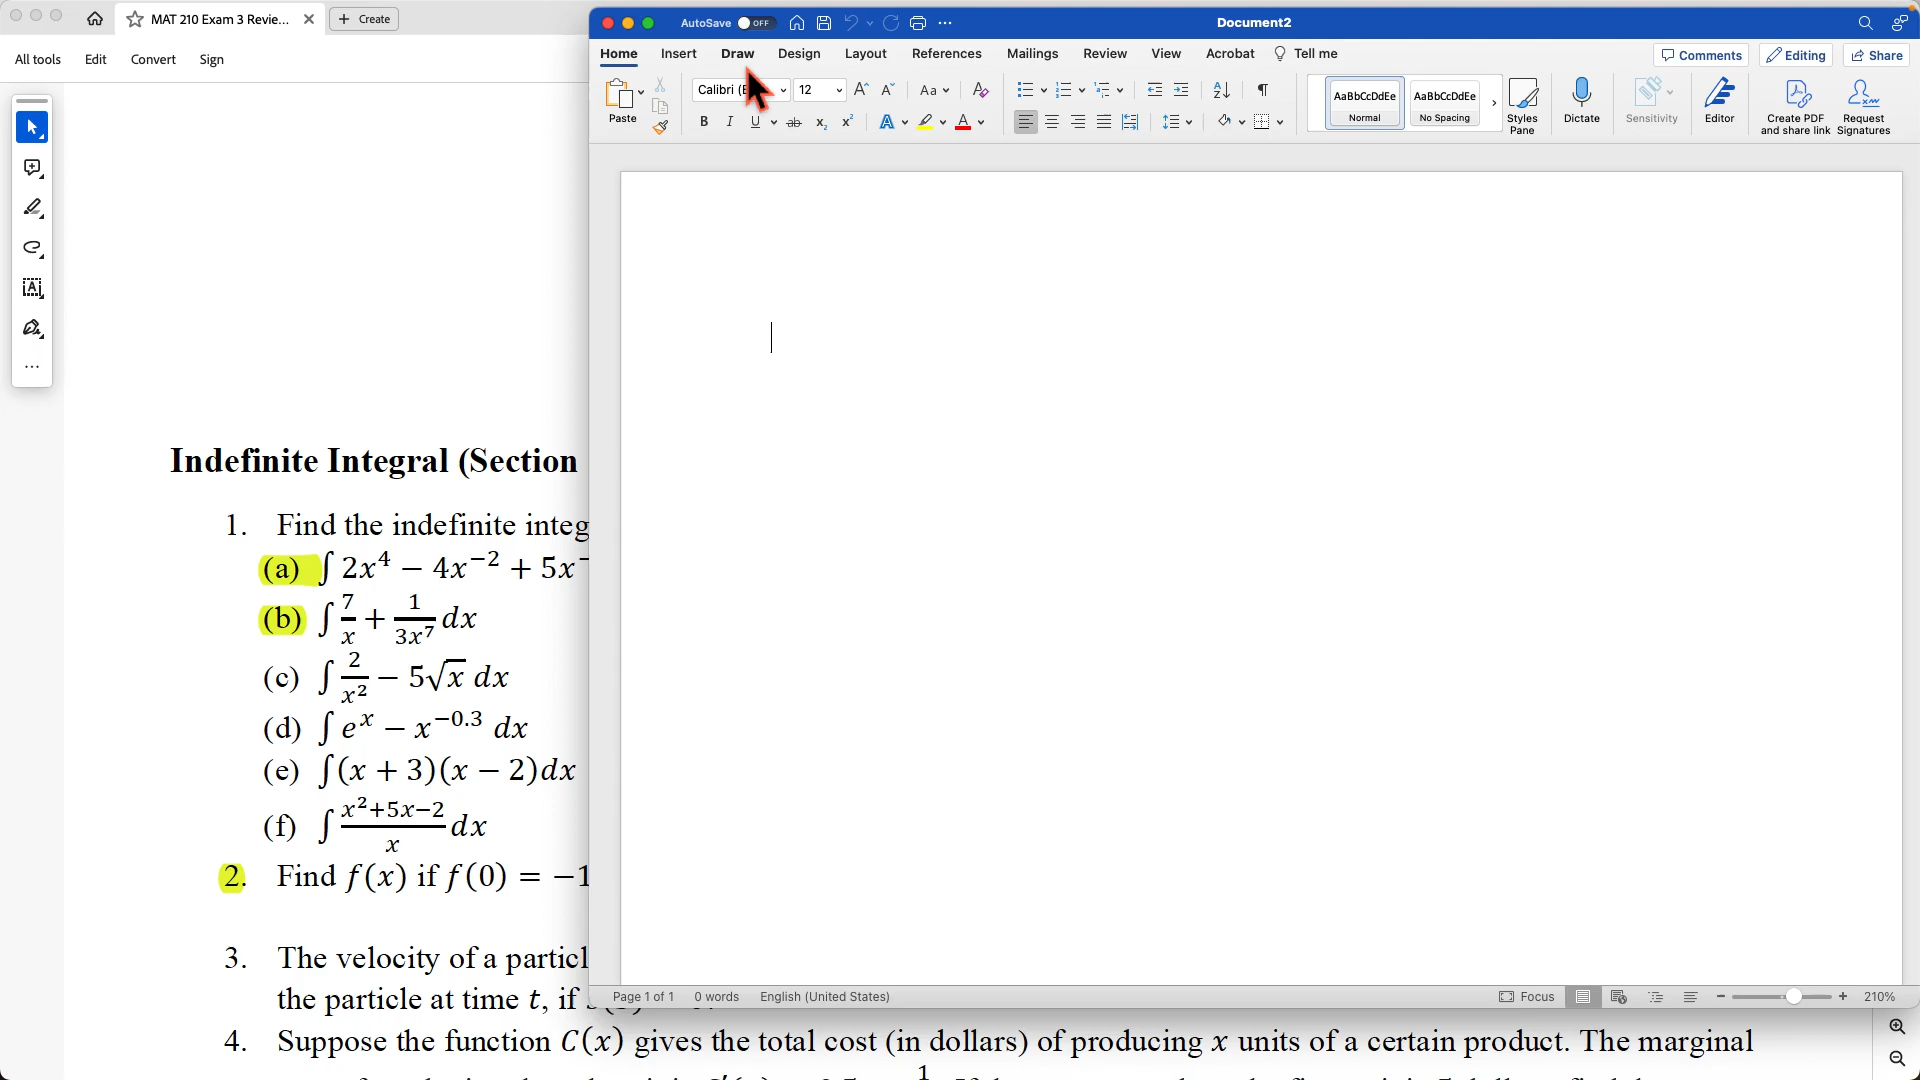 MAT 210 Exam 3 Revie...
Create
All tools
Edit
Convert
Sign
AutoSave OFF
Document2
Home
Insert
Draw
Design
Layout
References
Mailings
Review
View
Acrobat
Tell me
Comments
Editing
Share
Paste
12
Aa
B
I
U
ab
AaBbCcDdEe
Normal
AaBbCcDdEe
No Spacing
Styles
Pane
Dictate
Sensitivity
Editor
Create PDF
and share link
Request
Signatures
Indefinite Integral (Section
1. Find the indefinite integ
(a) ∫ 2x⁴ − 4x⁻² + 5x⁻
(b) ∫ 7/x + 1/3x⁷ dx
(c) ∫ 2/x² − 5√x dx
(d) ∫ eˣ − x⁻⁰·³ dx
(e) ∫(x + 3)(x − 2)dx
(f) ∫ x²+5x−2/x dx
2. Find f(x) if f(0) = −1
3. The velocity of a particl
the particle at time t, if
4. Suppose the function C(x) gives the total cost (in dollars) of producing x units of a certain product. The marginal
Page 1 of 1
0 words
English (United States)
Focus
210%